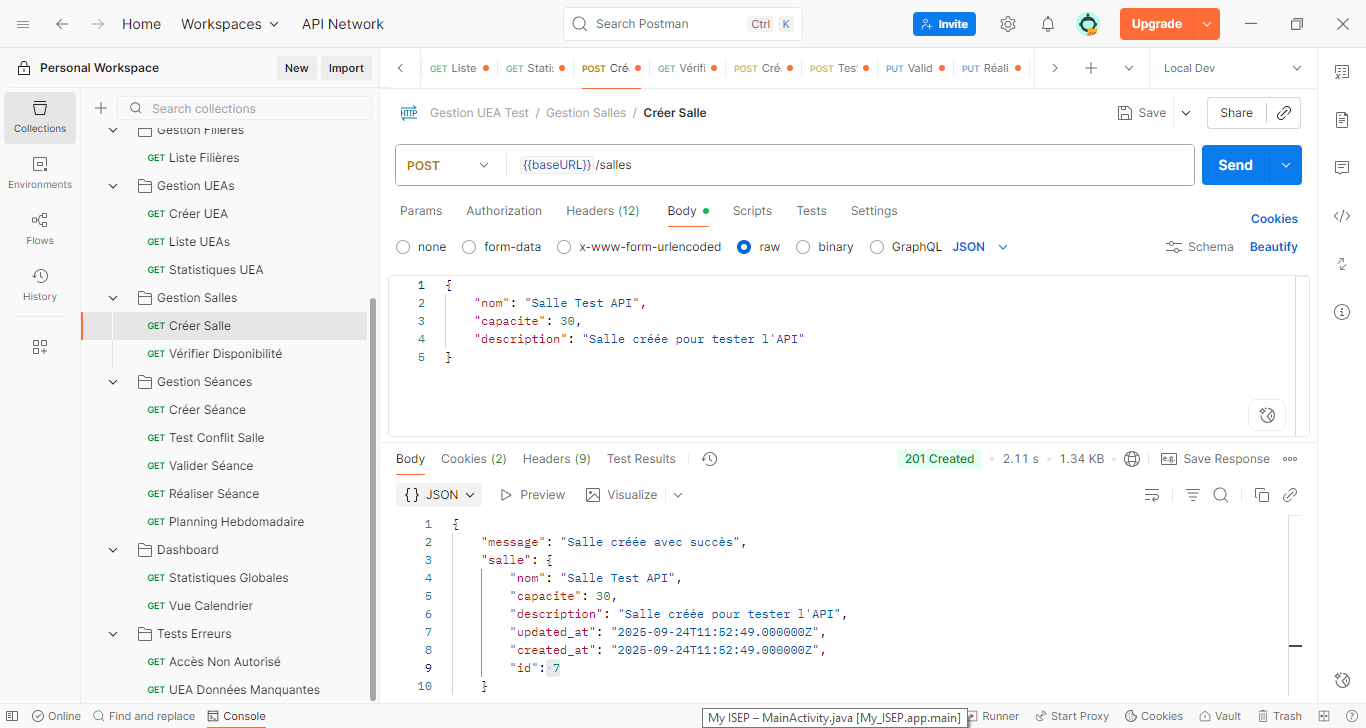 Home Workspaces API Network Search Postman Ctrl K Invite Upgrade
Personal Workspace New Import
GET Liste POST Cré GET Vérifi POST Cré PUT Valid PUT Réali Local Dev
Collections
Environments
Flows
History
Search collections
Gestion Filières
GET Liste Filières
Gestion UEAs
GET Créer UEA
GET Liste UEAs
GET Statistiques UEA
Gestion Salles
GET Créer Salle
GET Vérifier Disponibilité
Gestion Séances
GET Créer Séance
GET Test Conflit Salle
GET Valider Séance
GET Réaliser Séance
GET Planning Hebdomadaire
Dashboard
GET Statistiques Globales
GET Vue Calendrier
Tests Erreurs
GET Accès Non Autorisé
GET UEA Données Manquantes
HTTP Gestion UEA Test / Gestion Salles / Créer Salle Save Share
POST {{baseURL}} /salles Send
Params Authorization Headers (12) Body Scripts Tests Settings Cookies
none form-data x-www-form-urlencoded raw binary GraphQL JSON Schema Beautify
1 {
2 "nom": "Salle Test API",
3 "capacite": 30,
4 "description": "Salle créée pour tester l'API"
5 }
Body Cookies (2) Headers (9) Test Results 201 Created 2.11 s 1.34 KB e.g. Save Response
{} JSON Preview Visualize
1 {
2 "message": "Salle créée avec succès",
3 "salle": {
4 "nom": "Salle Test API",
5 "capacite": 30,
6 "description": "Salle créée pour tester l'API",
7 "updated_at": "2025-09-24T11:52:49.000000Z",
8 "created_at": "2025-09-24T11:52:49.000000Z",
9 "id": 7
10 }
Online Find and replace Console My ISEP – MainActivity.java [My_ISEP.app.main] Runner Start Proxy Cookies Vault Trash